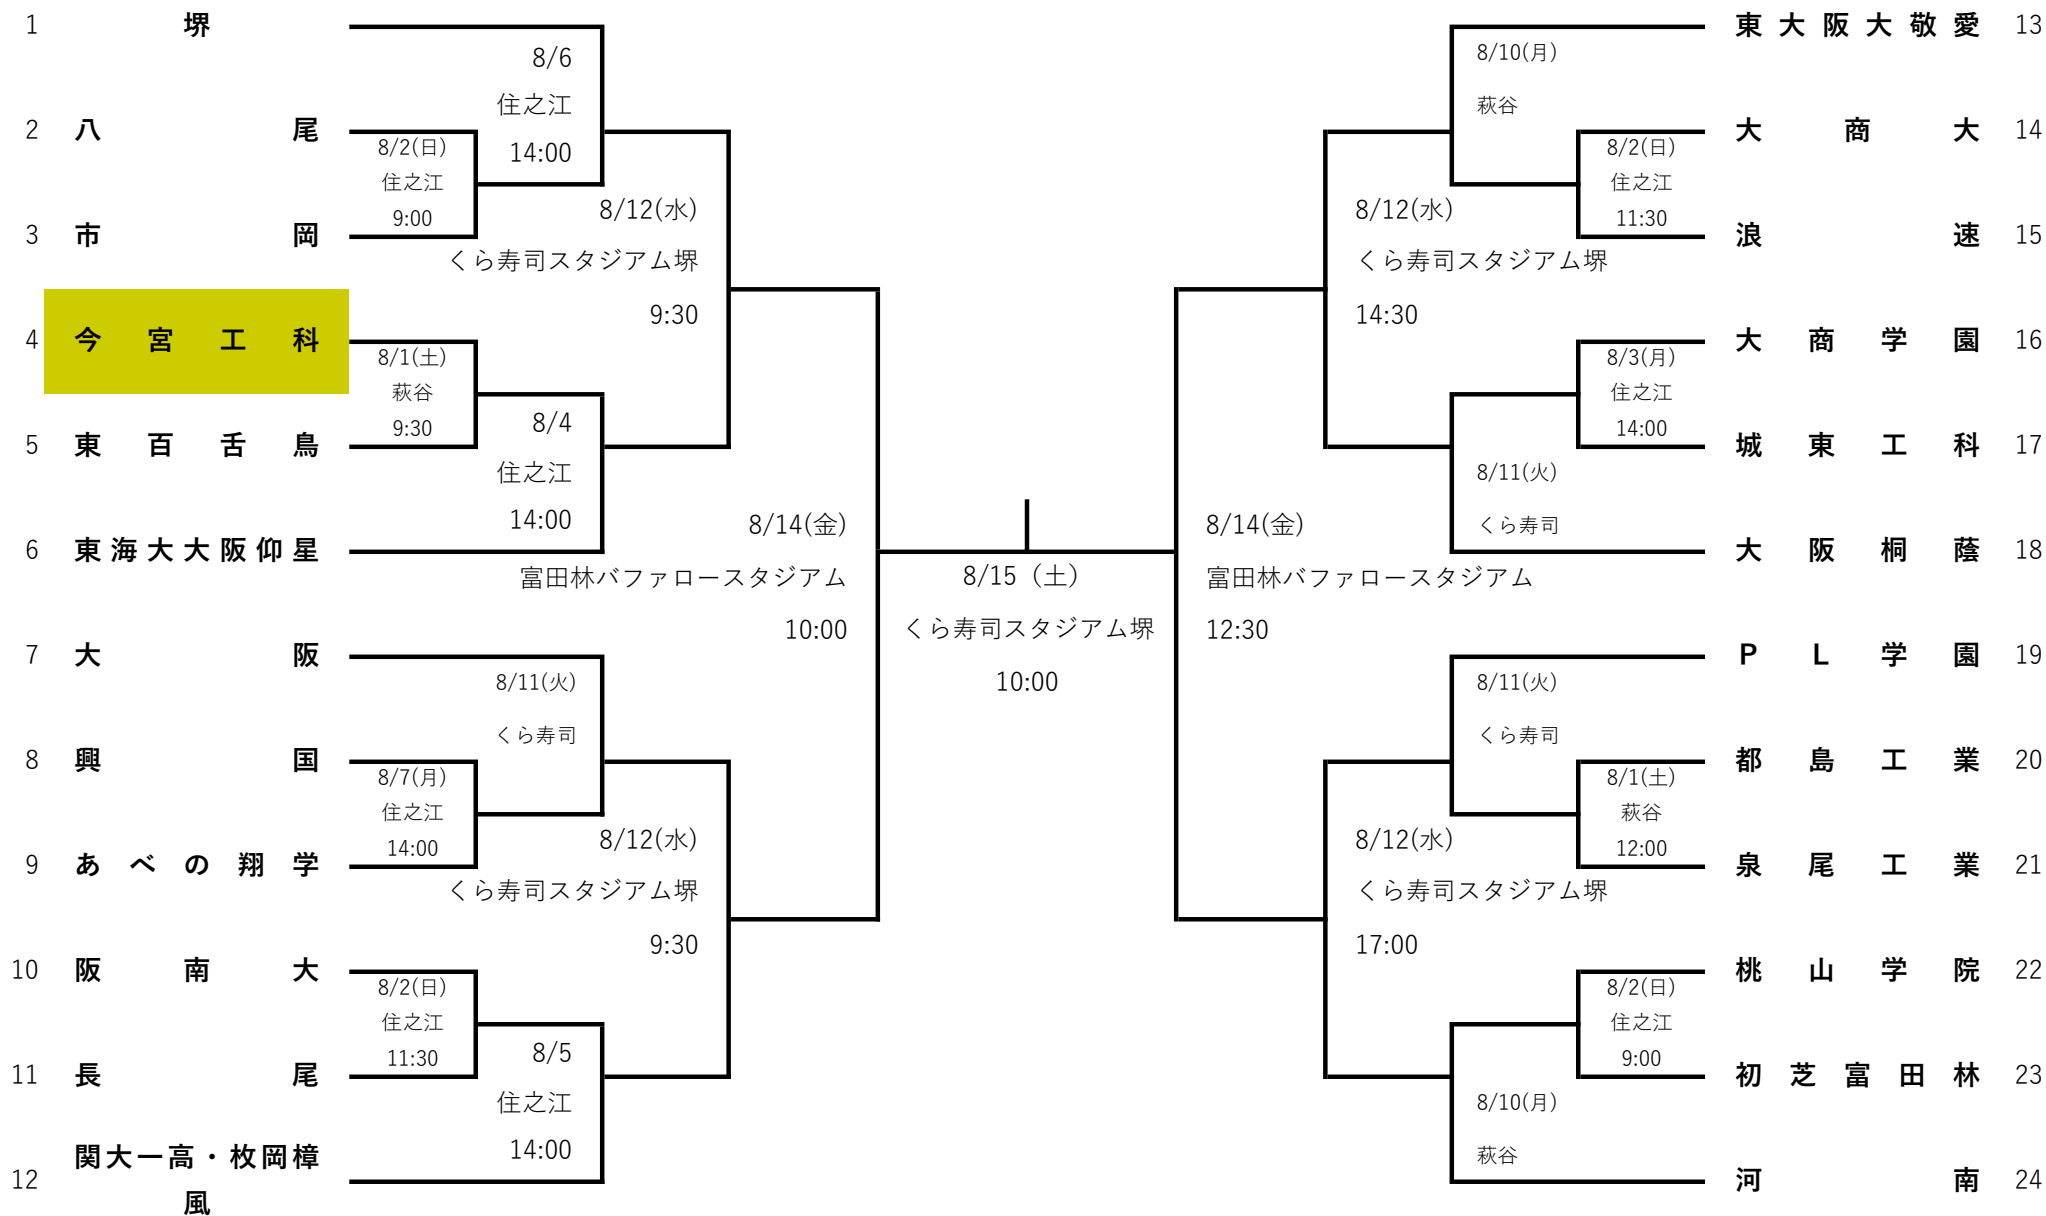 1 堺
8/6
住之江
14:00
2 八尾
8/2(日)
住之江
9:00
3 市岡
8/12(水)
くら寿司スタジアム堺
9:30
4 今宮工科
8/1(土)
萩谷
9:30
5 東百舌鳥
8/4
住之江
14:00
6 東海大大阪仰星
8/14(金)
富田林バファロースタジアム
10:00
7 大阪
8/11(火)
くら寿司
8 興国
8/7(月)
住之江
14:00
9 あべの翔学
8/12(水)
くら寿司スタジアム堺
9:30
10 阪南大
8/2(日)
住之江
11:30
11 長尾
8/5
住之江
14:00
12 関大一高・枚岡樟
風
8/15（土）
くら寿司スタジアム堺
10:00
東大阪大敬愛 13
8/10(月)
萩谷
大商大 14
8/2(日)
住之江
11:30
浪速 15
8/12(水)
くら寿司スタジアム堺
14:30
大商学園 16
8/3(月)
住之江
14:00
城東工科 17
8/11(火)
くら寿司
大阪桐蔭 18
8/14(金)
富田林バファロースタジアム
12:30
PL学園 19
8/11(火)
くら寿司
都島工業 20
8/1(土)
萩谷
12:00
泉尾工業 21
8/12(水)
くら寿司スタジアム堺
17:00
桃山学院 22
8/2(日)
住之江
9:00
初芝富田林 23
8/10(月)
萩谷
河南 24